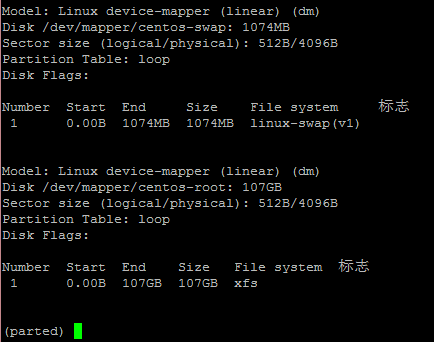 Model: Linux device-mapper (linear) (dm)
Disk /dev/mapper/centos-swap: 1074MB
Sector size (logical/physical): 512B/4096B
Partition Table: loop
Disk Flags:
Number  Start  End     Size    File system     标志
 1      0.00B  1074MB  1074MB  linux-swap(v1)
Model: Linux device-mapper (linear) (dm)
Disk /dev/mapper/centos-root: 107GB
Sector size (logical/physical): 512B/4096B
Partition Table: loop
Disk Flags:
Number  Start  End    Size   File system  标志
 1      0.00B  107GB  107GB  xfs
(parted)